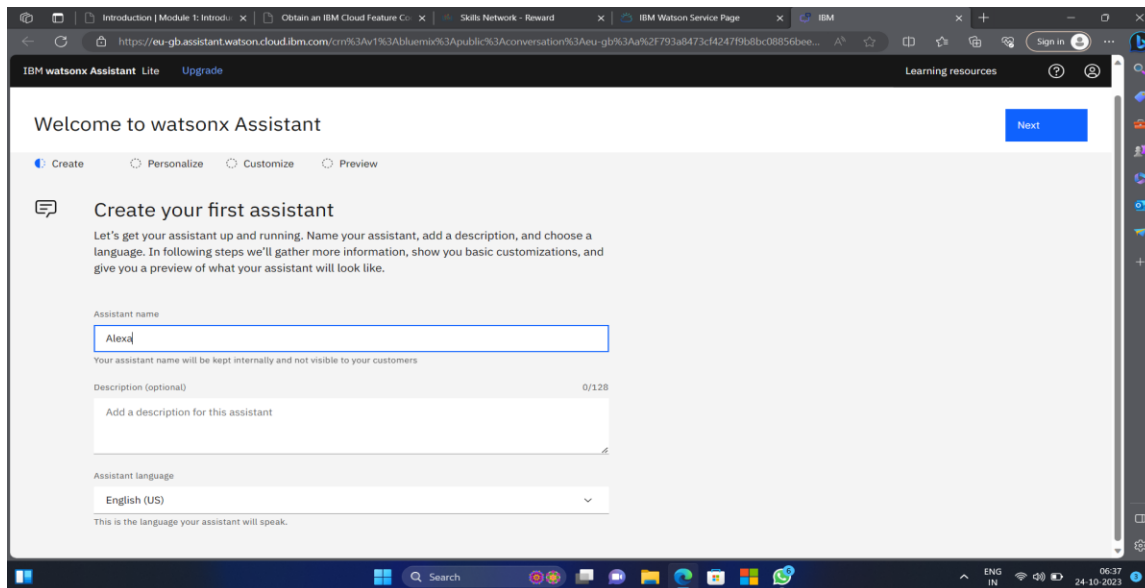 Introduction | Module 1: Introdu
Obtain an IBM Cloud Feature Co
Skills Network - Reward
IBM Watson Service Page
IBM
https://eu-gb.assistant.watson.cloud.ibm.com/crn%3Av1%3Abluemix%3Apublic%3Aconversation%3Aeu-gb%3Aa%2F793a8473cf4247f9b8bc08856bee...
Sign in
IBM watsonx Assistant Lite Upgrade
Learning resources
Welcome to watsonx Assistant
Next
Create Personalize Customize Preview
Create your first assistant
Let's get your assistant up and running. Name your assistant, add a description, and choose a
language. In following steps we'll gather more information, show you basic customizations, and
give you a preview of what your assistant will look like.
Assistant name
Alexa
Your assistant name will be kept internally and not visible to your customers
Description (optional) 0/128
Add a description for this assistant
Assistant language
English (US)
This is the language your assistant will speak.
Search
ENG
IN
06:37
24-10-2023